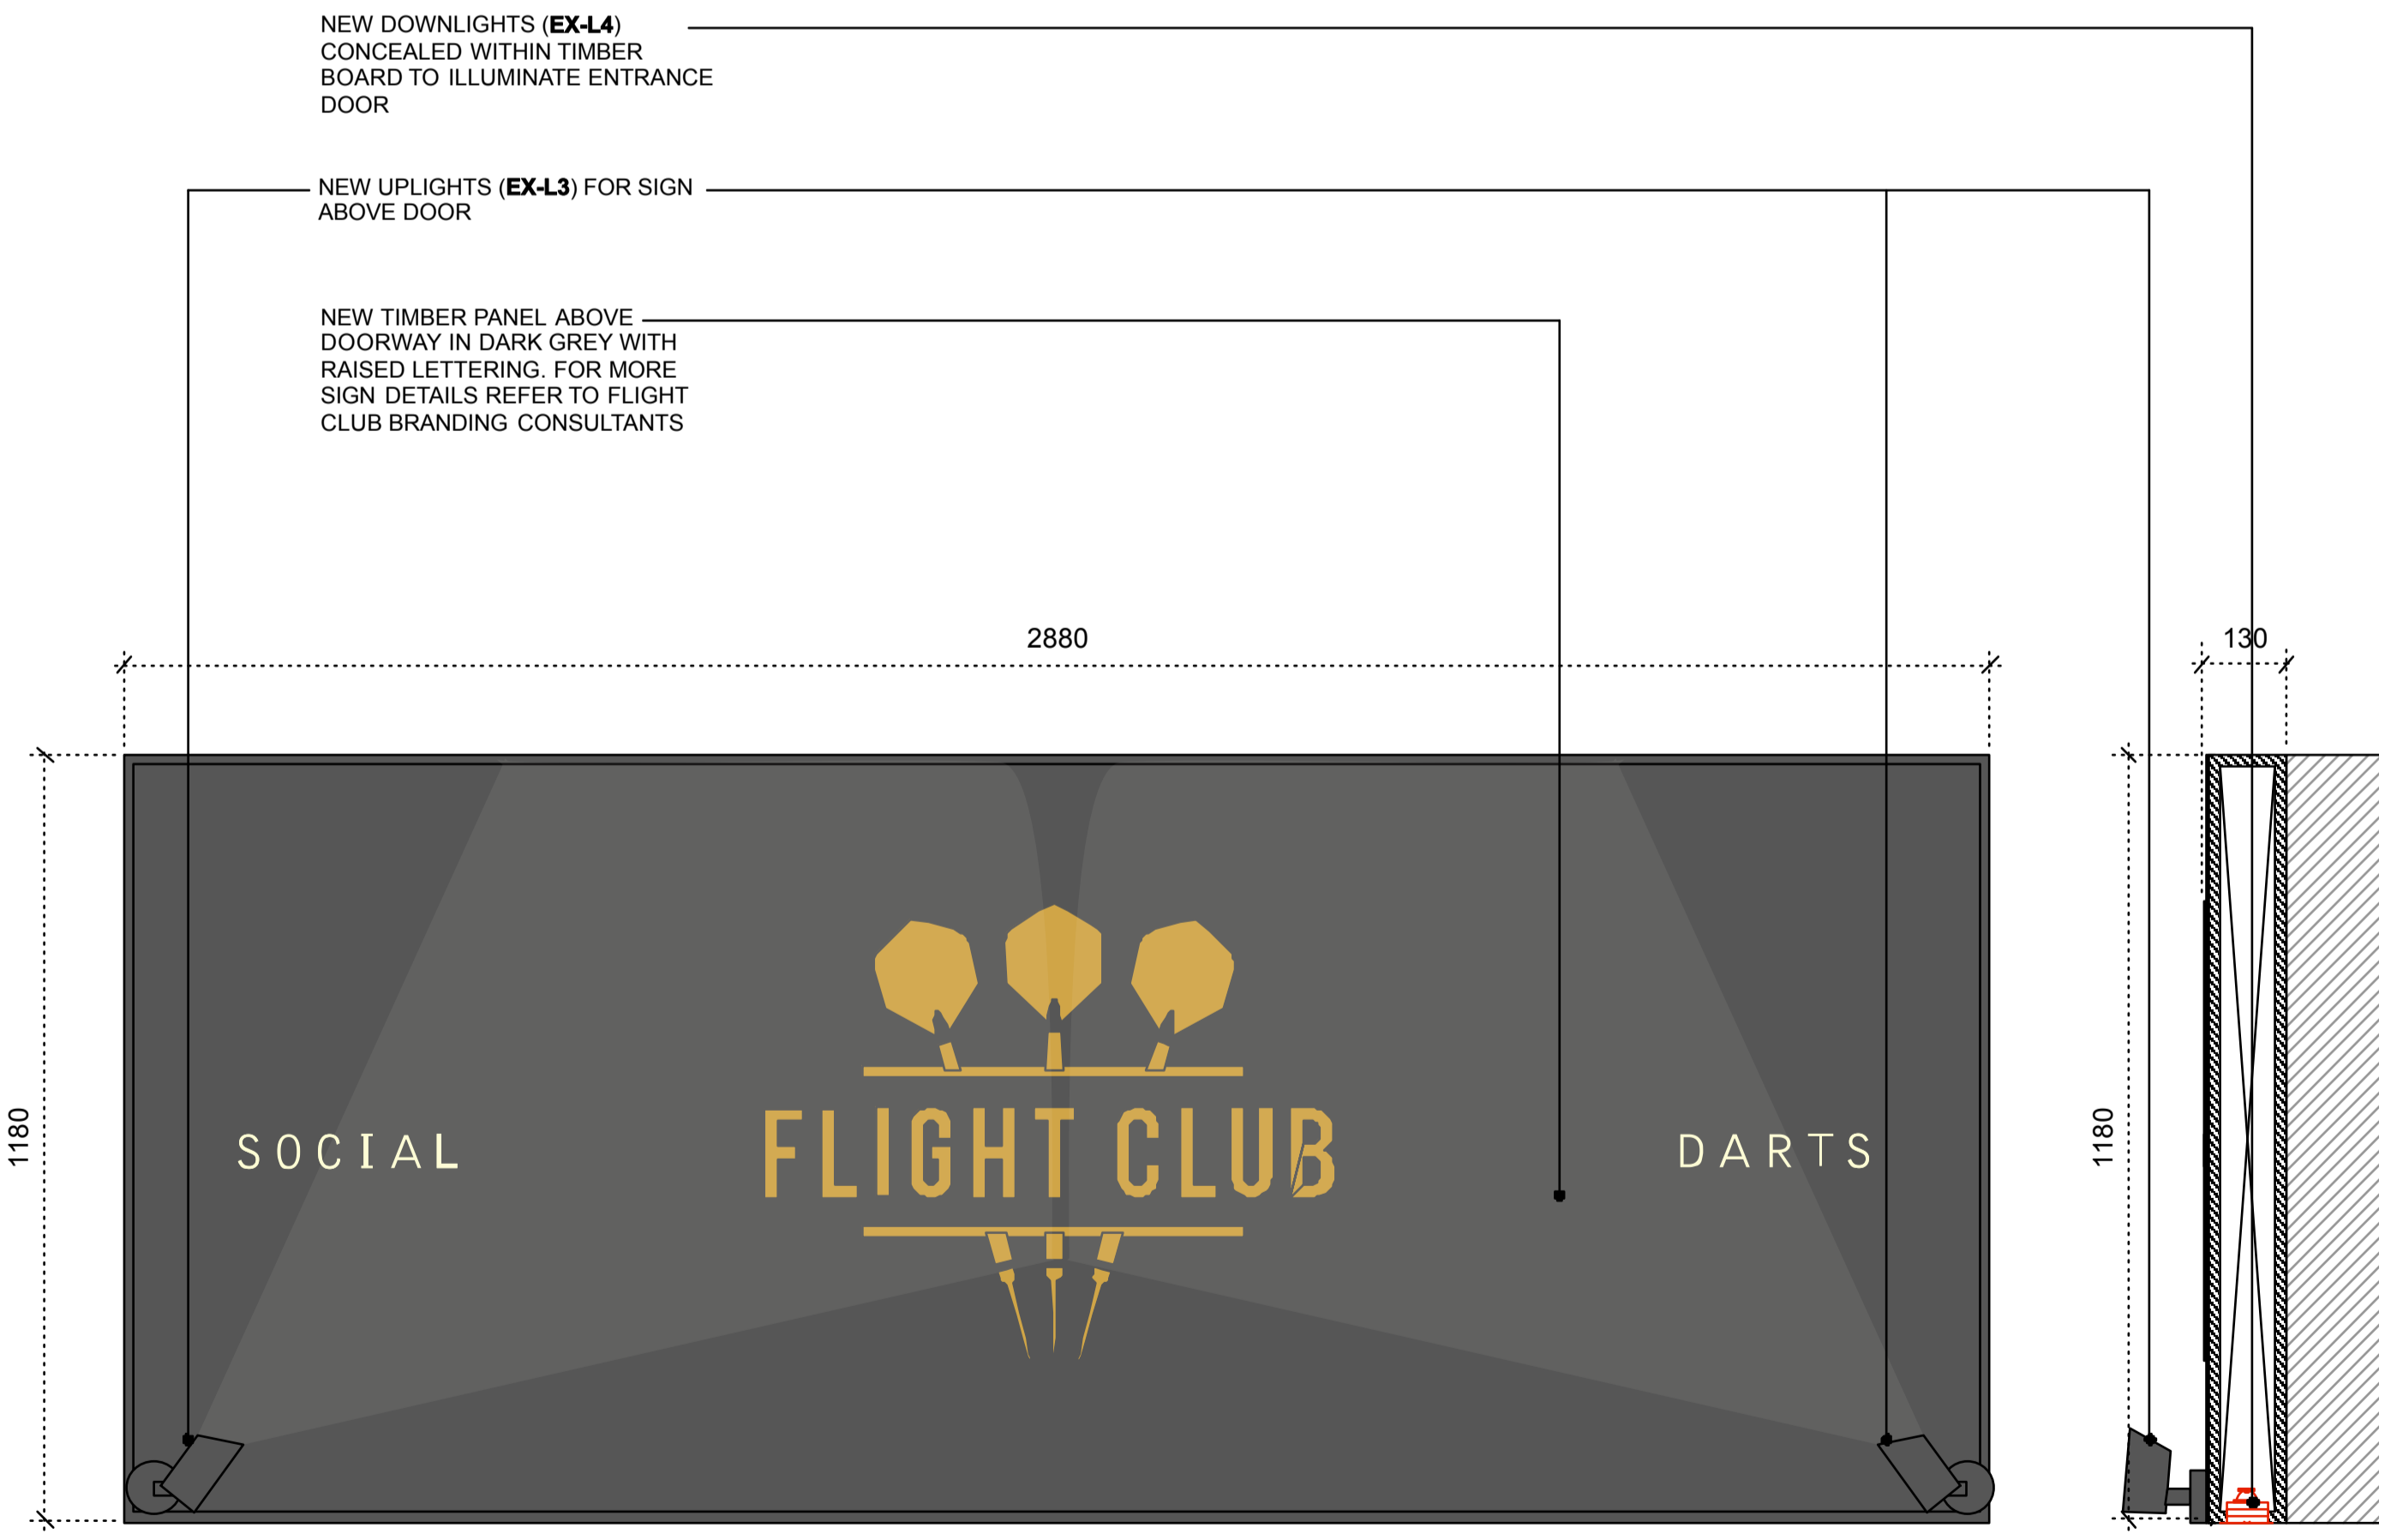 NEW DOWNLIGHTS (EX-L4)
CONCEALED WITHIN TIMBER
BOARD TO ILLUMINATE ENTRANCE
DOOR
NEW UPLIGHTS (EX-L3) FOR SIGN
ABOVE DOOR
NEW TIMBER PANEL ABOVE
DOORWAY IN DARK GREY WITH
RAISED LETTERING. FOR MORE
SIGN DETAILS REFER TO FLIGHT
CLUB BRANDING CONSULTANTS
2880
130
1180
SOCIAL
FLIGHT CLUB
DARTS
1180